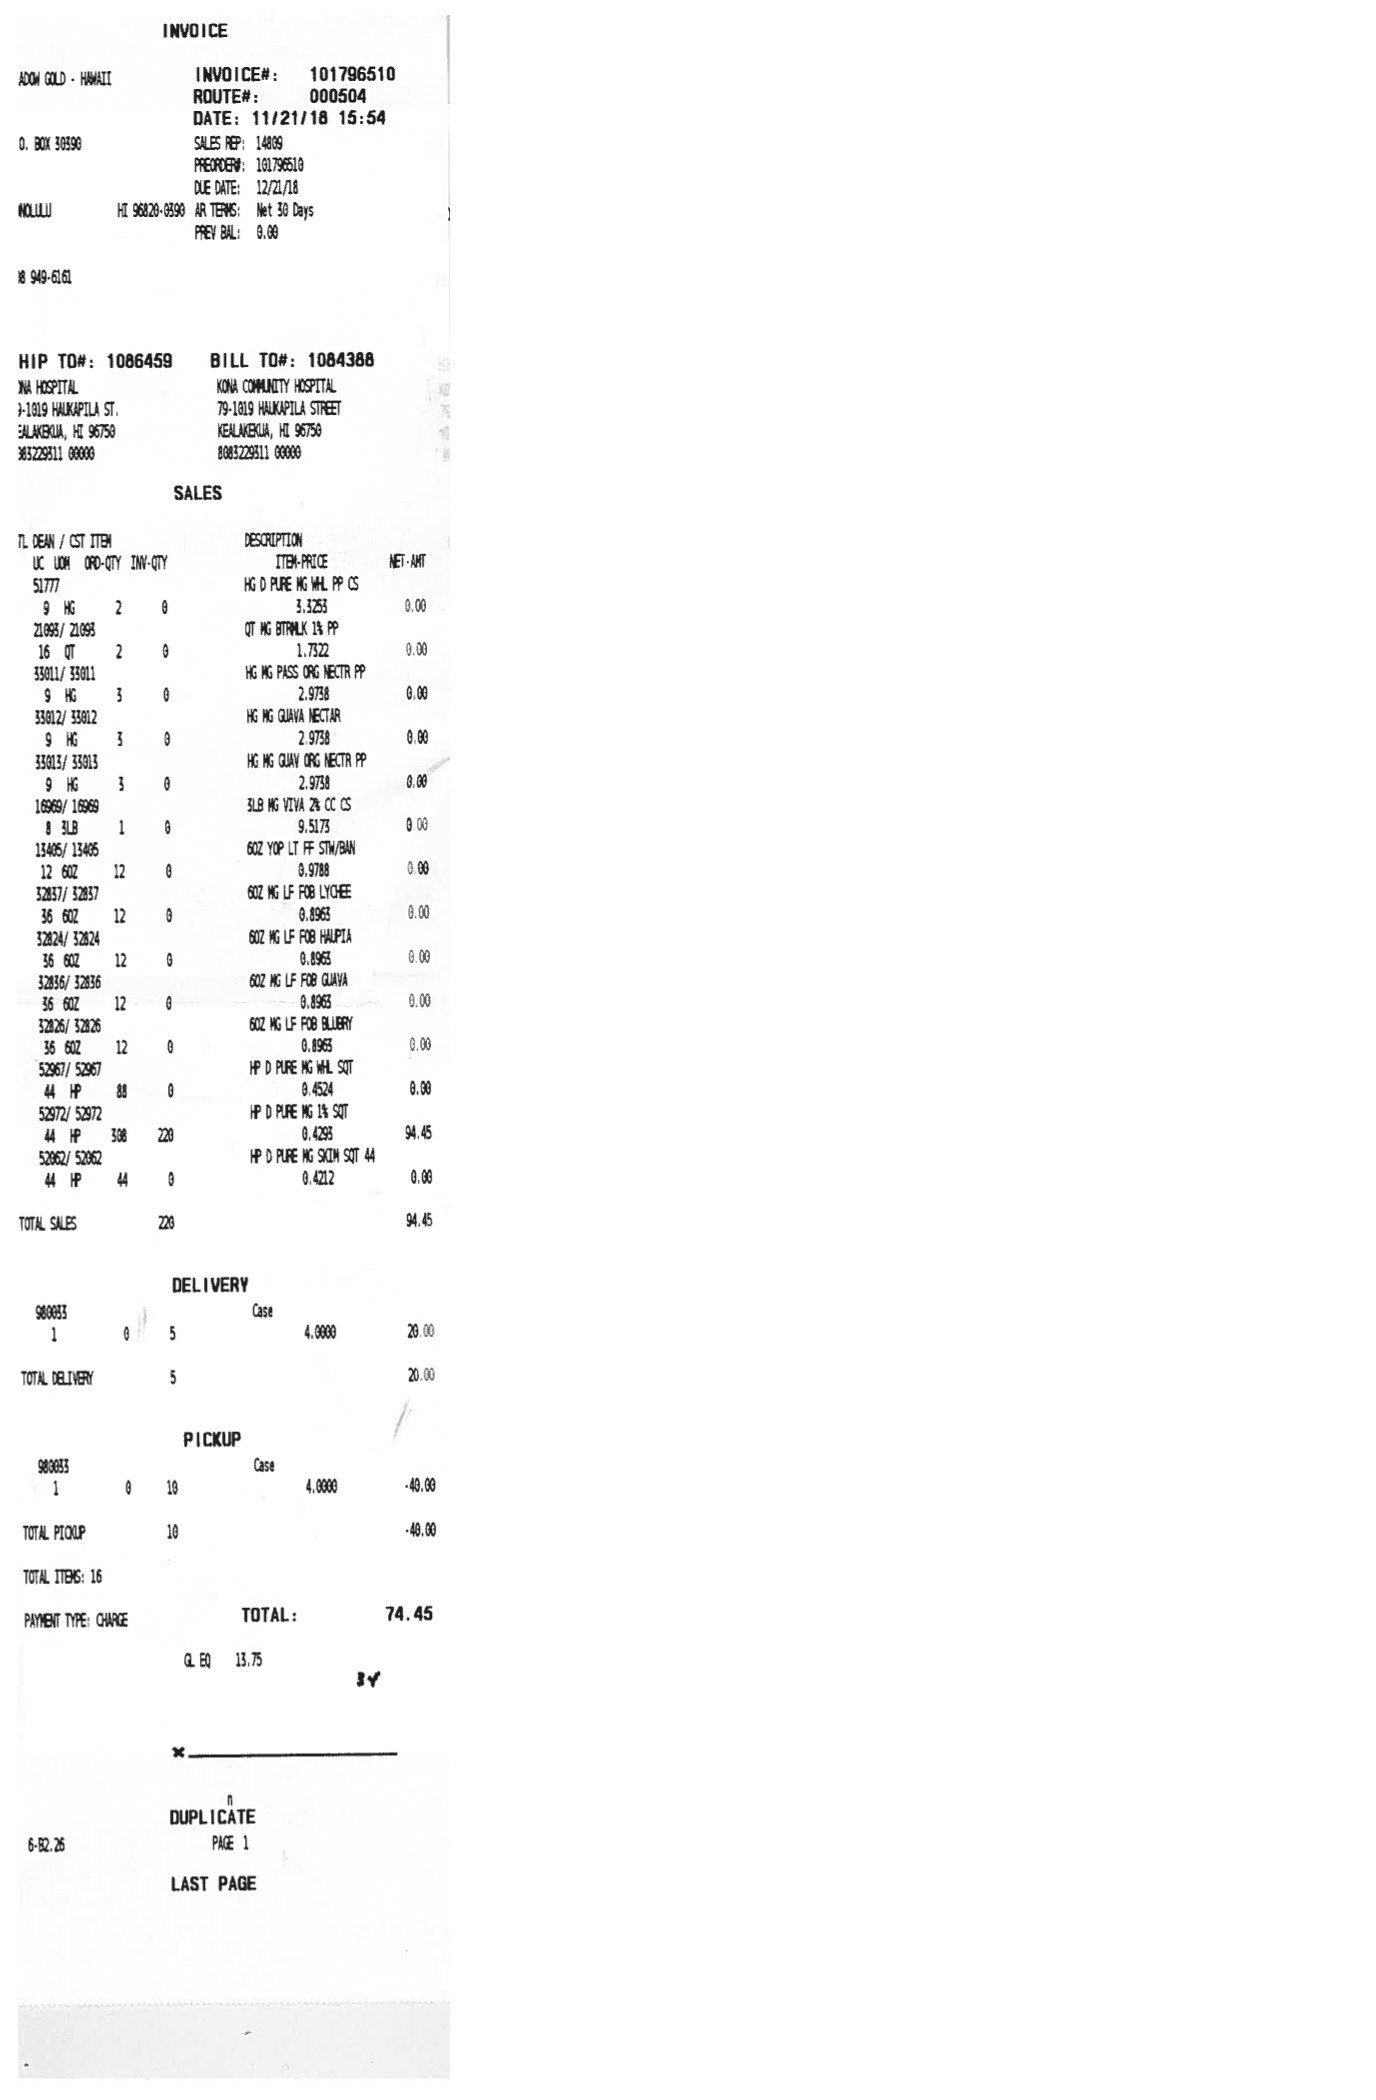 INVOICE
ADOW GOLD - HAWAII INVOICE#: 101796510
ROUTE#: 000504
DATE: 11/21/18 15:54
O. BOX 30390 SALES REP: 14809
PREORDER#: 101796510
DUE DATE: 12/21/18
NOLULU HI 96820-0390 AR TERMS: Net 30 Days
PREV BAL: 0.00
8 949-6161
HIP TO#: 1086459 BILL TO#: 1084388
NA HOSPITAL KONA COMMUNITY HOSPITAL
9-1019 HAUKAPILA ST. 79-1019 HAUKAPILA STREET
EALAKEKUA, HI 96750 KEALAKEKUA, HI 96750
083229311 00000 8083229311 00000
SALES
TL DEAN / CST ITEM DESCRIPTION
UC UOM ORD-QTY INV-QTY ITEM-PRICE NET-AMT
51777 HG D PURE MG WHL PP CS
9 HG 2 0 3.3253 0.00
21093/ 21093 QT MG BTRMLK 1% PP
16 QT 2 0 1.7322 0.00
33011/ 33011 HG MG PASS ORG NECTR PP
9 HG 3 0 2.9738 0.00
33012/ 33012 HG MG GUAVA NECTAR
9 HG 3 0 2.9738 0.00
33013/ 33013 HG MG GUAV ORG NECTR PP
9 HG 3 0 2.9738 0.00
16969/ 16969 3LB MG VIVA 2% CC CS
8 3LB 1 0 9.5173 0.00
13405/ 13405 6OZ YOP LT FF STW/BAN
12 6OZ 12 0 0.9788 0.00
32837/ 32837 6OZ MG LF FOB LYCHEE
36 6OZ 12 0 0.8963 0.00
32824/ 32824 6OZ MG LF FOB HAUPIA
36 6OZ 12 0 0.8963 0.00
32836/ 32836 6OZ MG LF FOB GUAVA
36 6OZ 12 0 0.8963 0.00
32826/ 32826 6OZ MG LF FOB BLUBRY
36 6OZ 12 0 0.8963 0.00
52967/ 52967 HP D PURE MG WHL SQT
44 HP 88 0 0.4524 0.00
52972/ 52972 HP D PURE MG 1% SQT
44 HP 308 220 0.4293 94.45
52062/ 52062 HP D PURE MG SKIM SQT 44
44 HP 44 0 0.4212 0.00
TOTAL SALES 220 94.45
DELIVERY
980033 Case
1 0 5 4.0000 20.00
TOTAL DELIVERY 5 20.00
PICKUP
980033 Case
1 0 10 4.0000 -40.00
TOTAL PICKUP 10 -40.00
TOTAL ITEMS: 16
PAYMENT TYPE: CHARGE TOTAL: 74.45
GL EQ 13.75
n
DUPLICATE
6-B2.26 PAGE 1
LAST PAGE